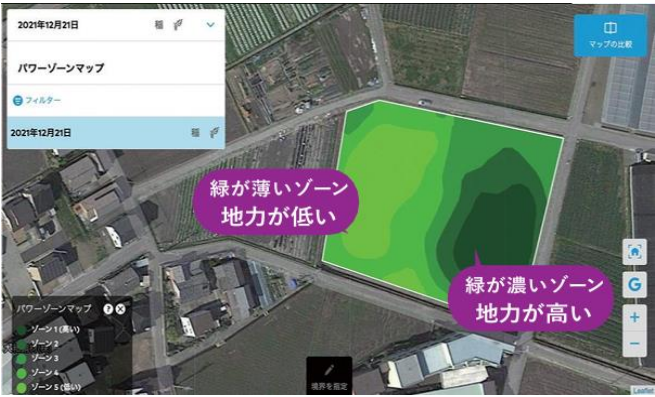 2021年12月21日
稲
パワーゾーンマップ
フィルター
2021年12月21日
稲
マップの比較
緑が薄いゾーン
地力が低い
緑が濃いゾーン
地力が高い
G
+
−
パワーゾーンマップ ?
ゾーン 1 (高い)
ゾーン 2
ゾーン 3
ゾーン 4
ゾーン 5 (低い)
境界を指定
Leaflet